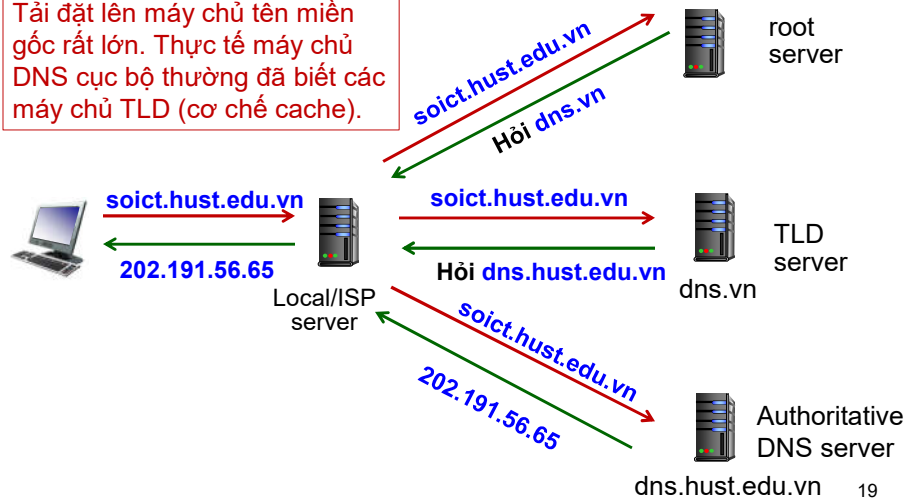 Tải đặt lên máy chủ tên miền
gốc rất lớn. Thực tế máy chủ
DNS cục bộ thường đã biết các
máy chủ TLD (cơ chế cache).
soict.hust.edu.vn
Hỏi dns.vn
root
server
soict.hust.edu.vn
202.191.56.65
Local/ISP
server
soict.hust.edu.vn
Hỏi dns.hust.edu.vn
TLD
server
dns.vn
soict.hust.edu.vn
202.191.56.65
Authoritative
DNS server
dns.hust.edu.vn
19